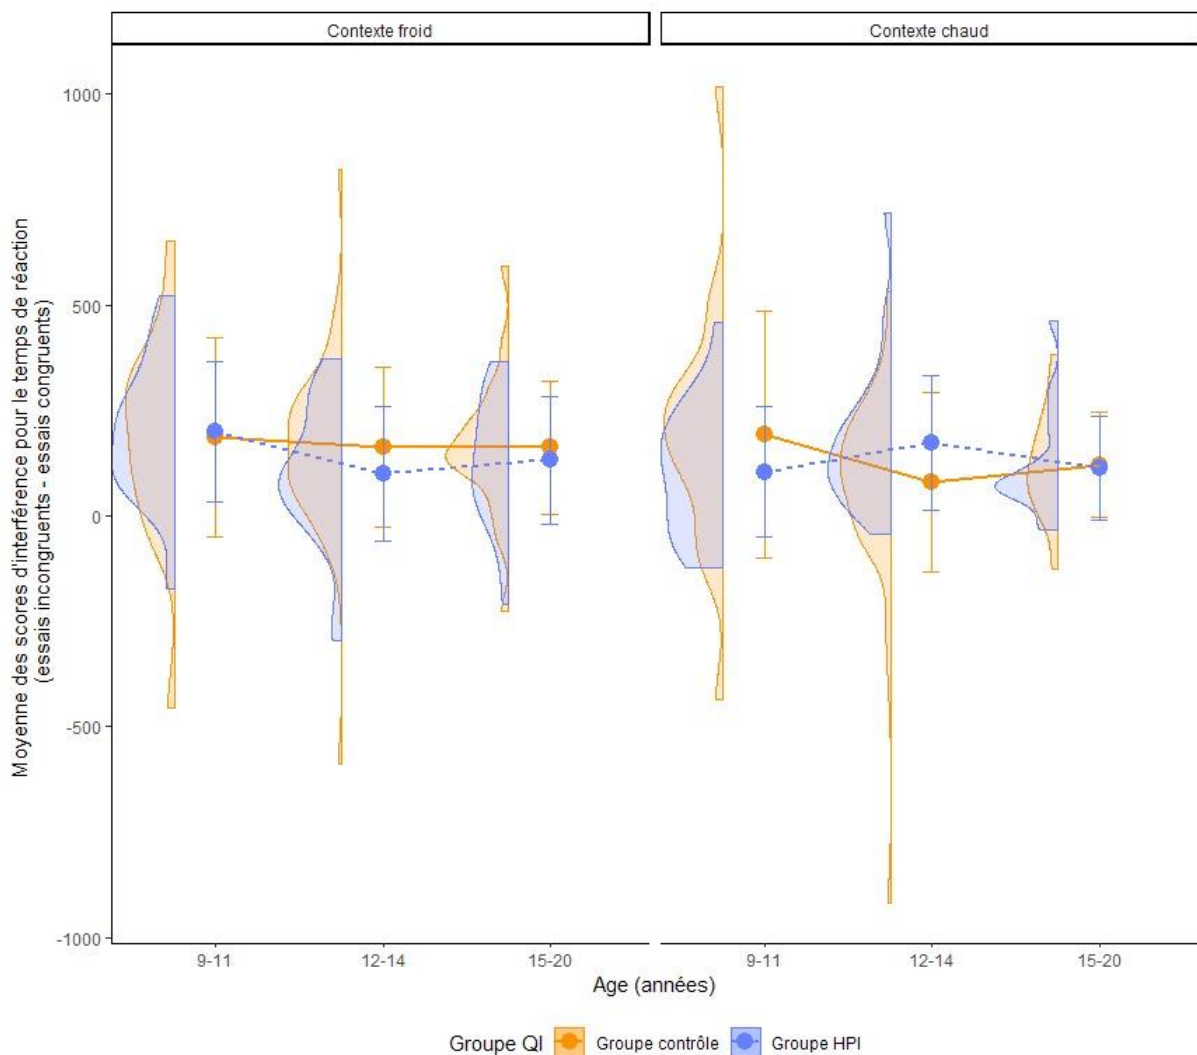 Contexte froid
Contexte chaud
Moyenne des scores d'interférence pour le temps de réaction
(essais incongruents - essais congruents)
1000
500
0
-500
-1000
9-11
12-14
15-20
9-11
12-14
15-20
Age (années)
Groupe QI
Groupe contrôle
Groupe HPI